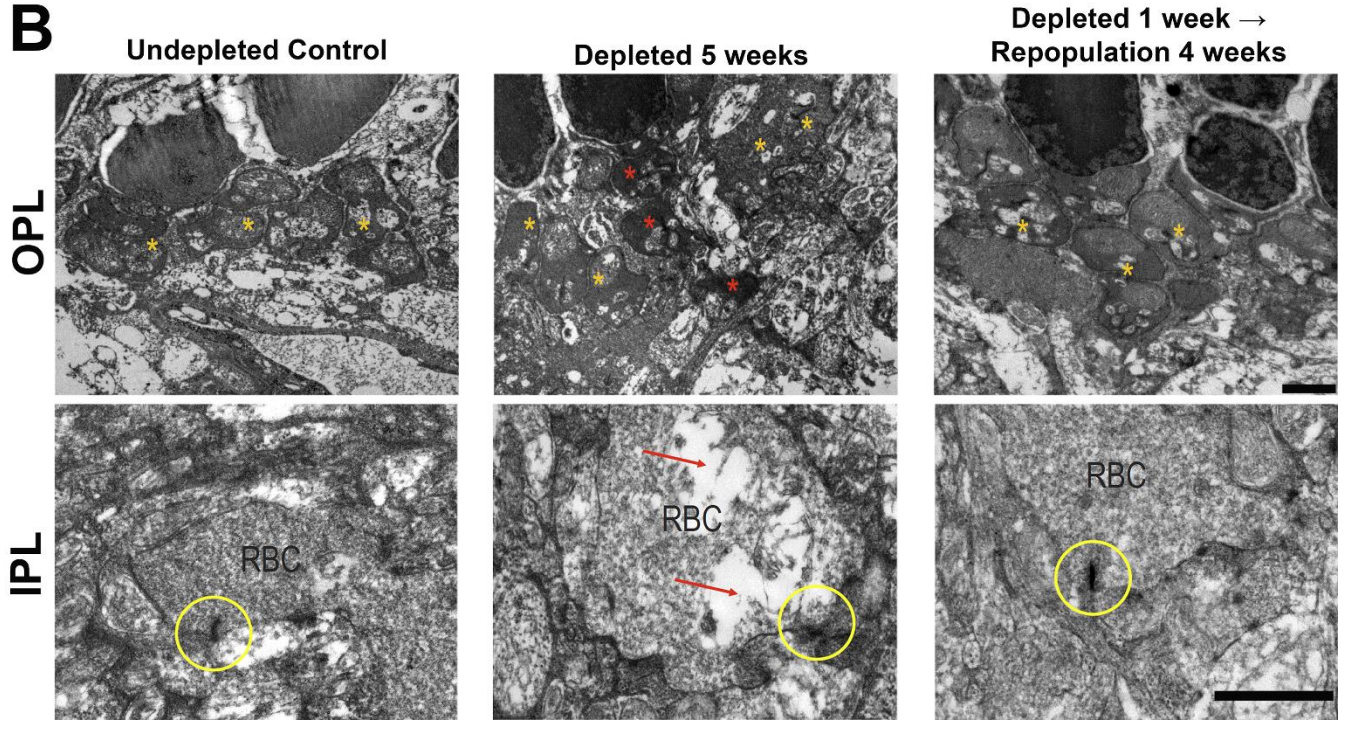 B
Undepleted Control
Depleted 5 weeks
Depleted 1 week →
Repopulation 4 weeks
OPL
* * *
* * * * * * *
* * *
IPL
RBC
RBC
RBC